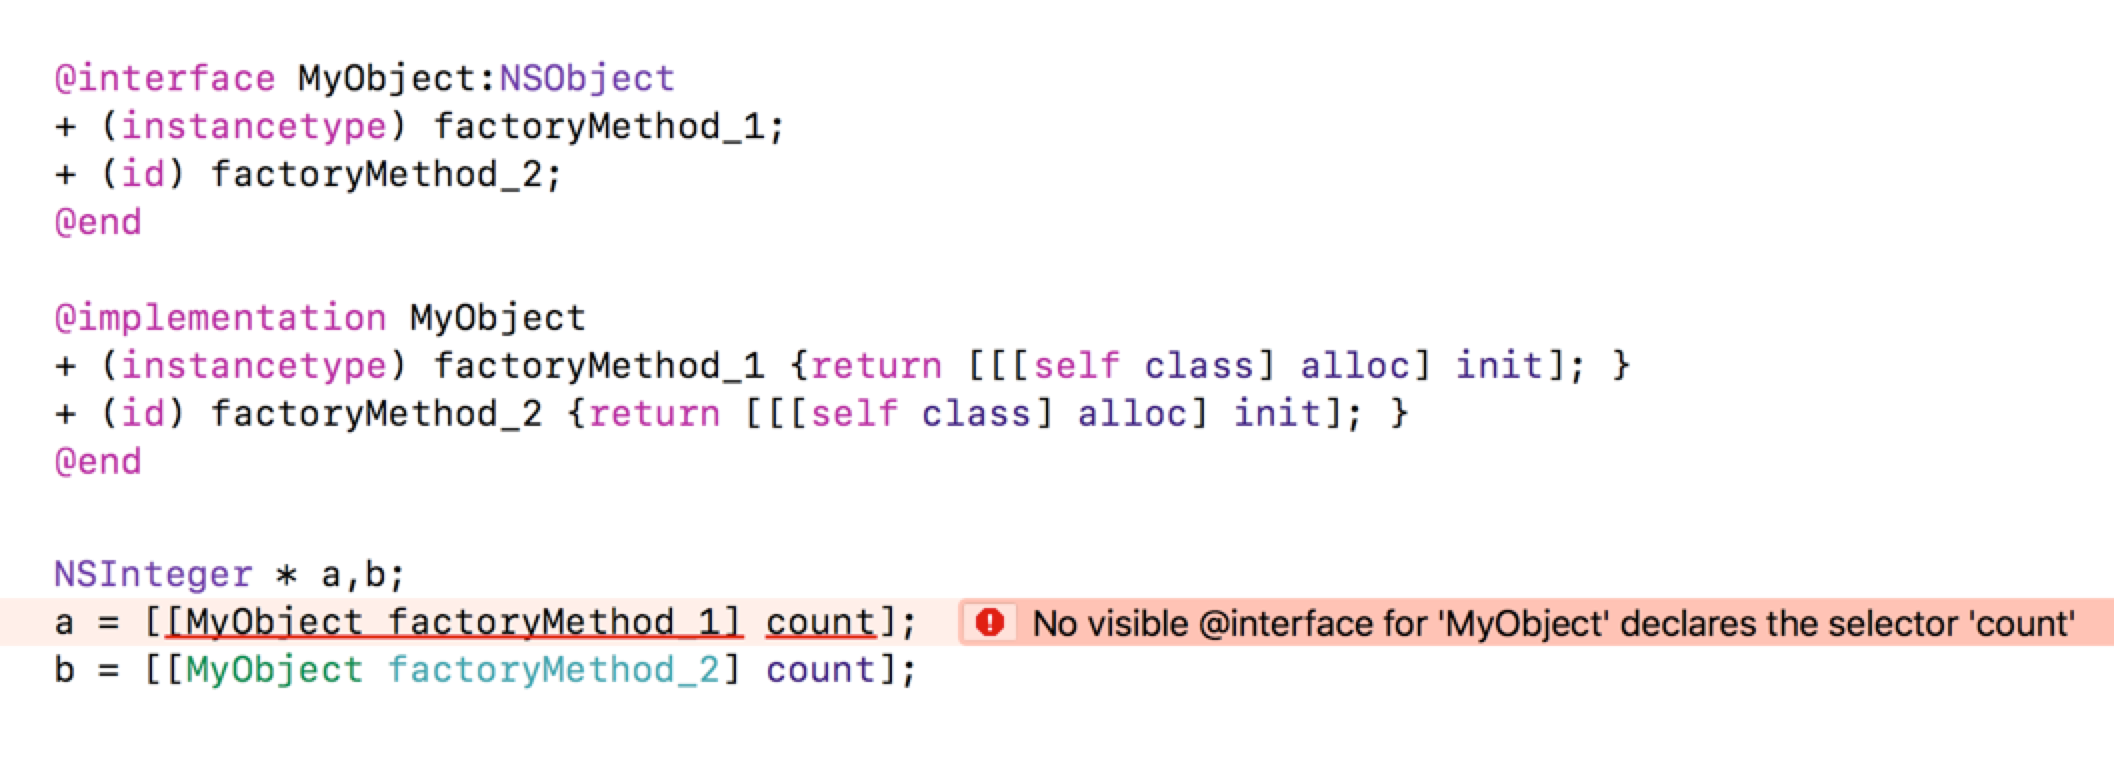 @interface MyObject:NSObject
+ (instancetype) factoryMethod_1;
+ (id) factoryMethod_2;
@end
@implementation MyObject
+ (instancetype) factoryMethod_1 {return [[[self class] alloc] init]; }
+ (id) factoryMethod_2 {return [[[self class] alloc] init]; }
@end
NSInteger * a,b;
a = [[MyObject factoryMethod_1] count]; No visible @interface for 'MyObject' declares the selector 'count'
b = [[MyObject factoryMethod_2] count];